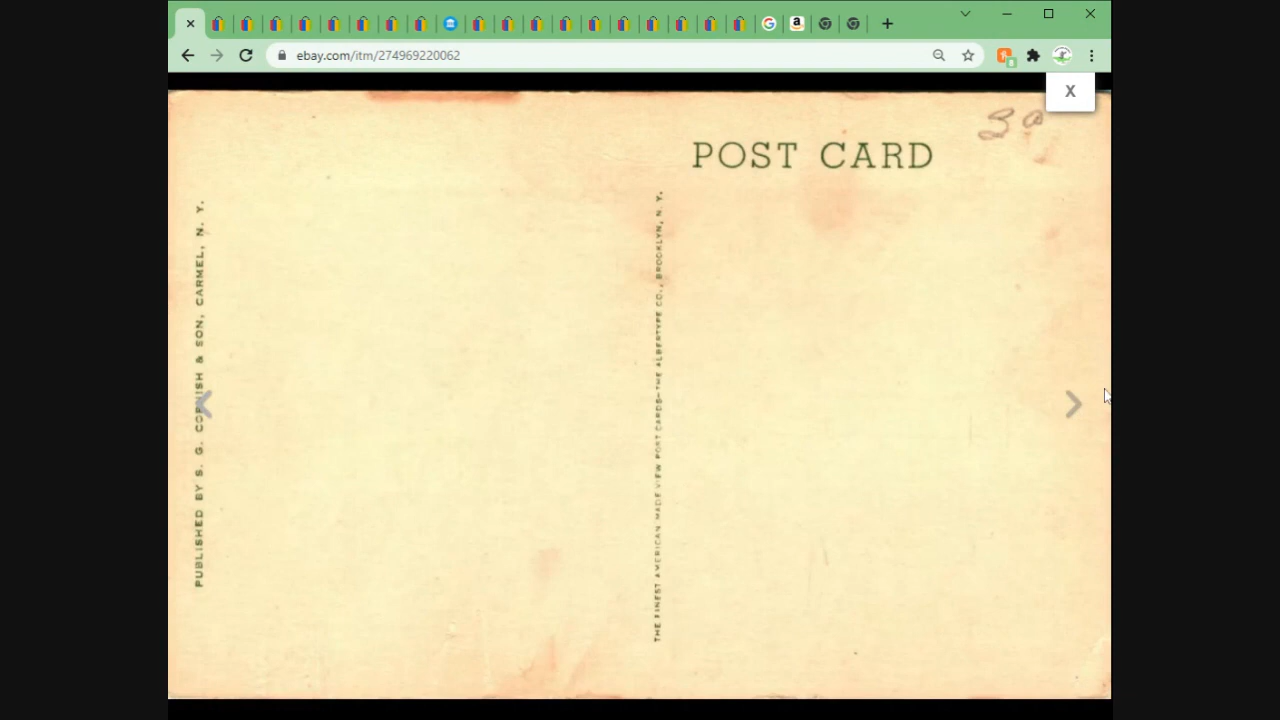 ebay.com/itm/274969220062
X
POST CARD
PUBLISHED BY S. G. CORNISH & SON, CARMEL, N. Y.
THE FINEST AMERICAN MADE VIEW POST CARDS—THE ALBERTYPE CO., BROOKLYN, N. Y.